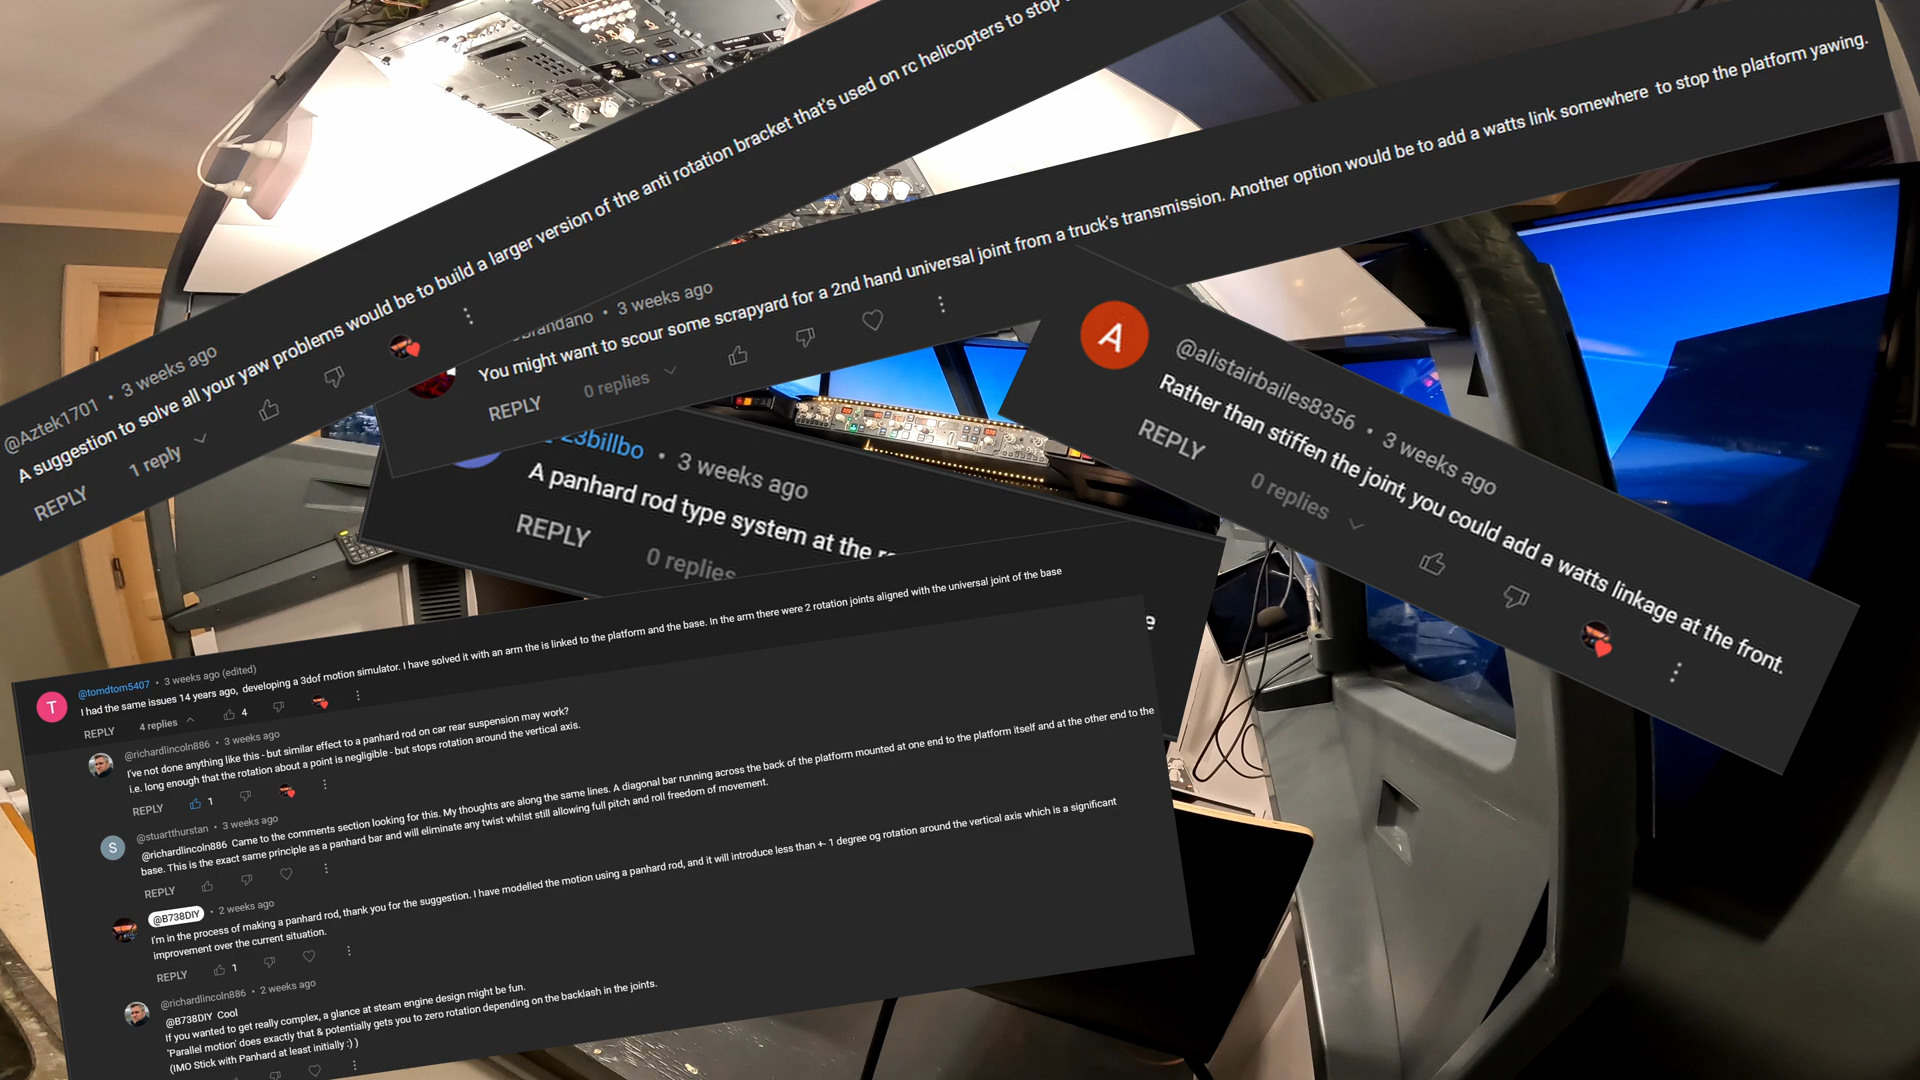 @Aztek1701 • 3 weeks ago
A suggestion to solve all your yaw problems would be to build a larger version of the anti rotation bracket that's used on rc helicopters to stop
REPLY 1 reply
brandano • 3 weeks ago
You might want to scour some scrapyard for a 2nd hand universal joint from a truck's transmission. Another option would be to add a watts link somewhere to stop the platform yawing.
REPLY 0 replies
A
@alistairbailes8356 • 3 weeks ago
Rather than stiffen the joint, you could add a watts linkage at the front.
REPLY 0 replies
23billbo • 3 weeks ago
A panhard rod type system at the
REPLY 0 replies
T
@tomdtom5407 • 3 weeks ago (edited)
I had the same issues 14 years ago, developing a 3dof motion simulator. I have solved it with an arm the is linked to the platform and the base. In the arm there were 2 rotation joints aligned with the universal joint of the base
REPLY 4 replies 4
@richardlincoln886 • 3 weeks ago
I've not done anything like this - but similar effect to a panhard rod on car rear suspension may work?
i.e. long enough that the rotation about a point is negligible - but stops rotation around the vertical axis.
REPLY 1
S
@stuartthurstan • 3 weeks ago
@richardlincoln886 Came to the comments section looking for this. My thoughts are along the same lines. A diagonal bar running across the back of the platform mounted at one end to the platform itself and at the other end to the
base. This is the exact same principle as a panhard bar and will eliminate any twist whilst still allowing full pitch and roll freedom of movement.
REPLY
@B738DIY • 2 weeks ago
I'm in the process of making a panhard rod, thank you for the suggestion. I have modelled the motion using a panhard rod, and it will introduce less than +- 1 degree og rotation around the vertical axis which is a significant
improvement over the current situation.
REPLY 1
@richardlincoln886 • 2 weeks ago
@B738DIY Cool
If you wanted to get really complex, a glance at steam engine design might be fun.
'Parallel motion' does exactly that & potentially gets you to zero rotation depending on the backlash in the joints.
(IMO Stick with Panhard at least initially :) )